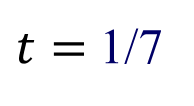 t = 1/7